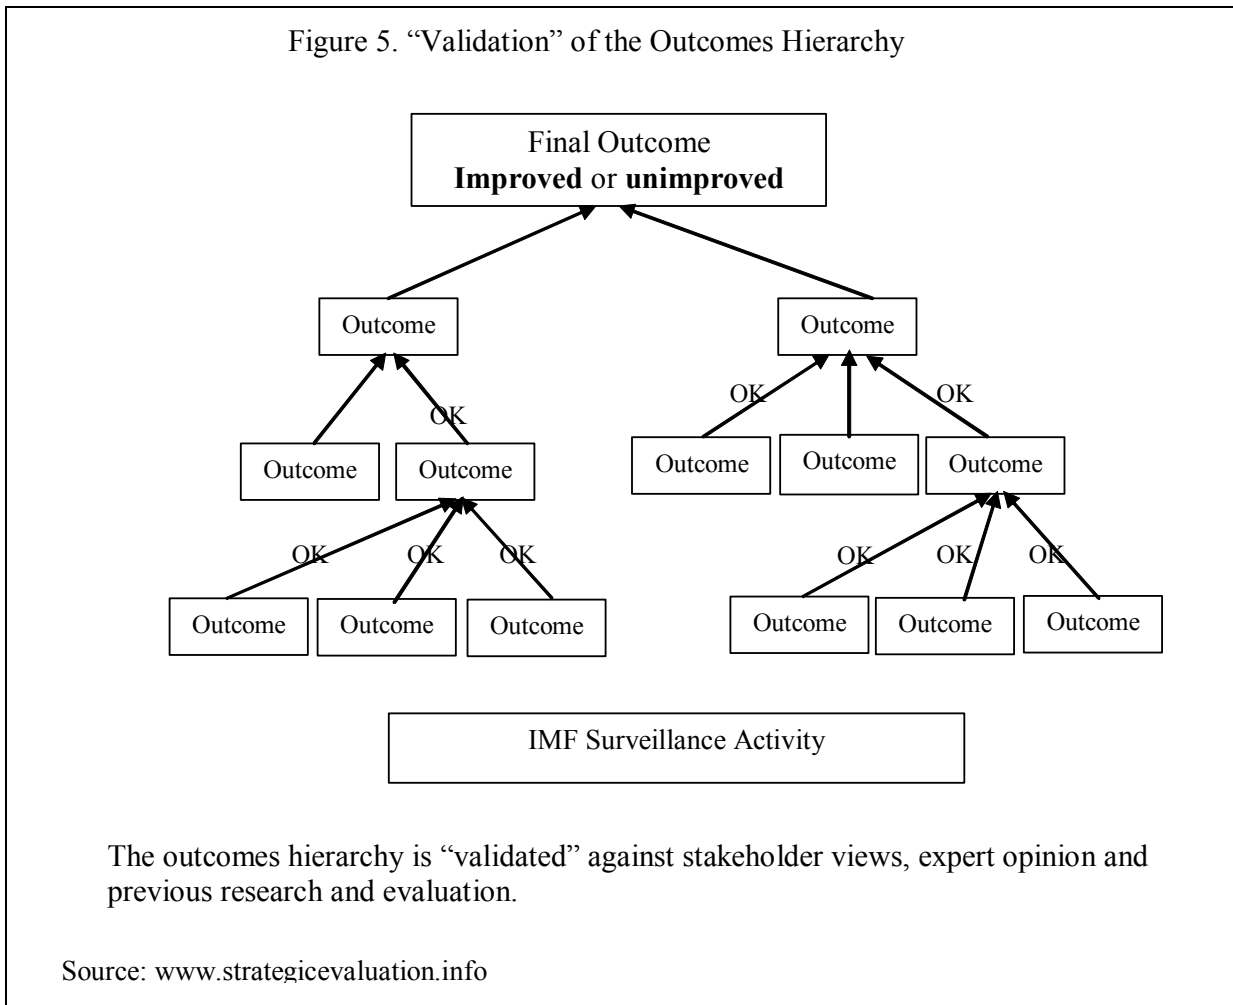 Figure 5. “Validation” of the Outcomes Hierarchy
Final Outcome
Improved or unimproved
Outcome
Outcome
OK
OK
OK
Outcome
Outcome
Outcome
Outcome
Outcome
OK
OK
OK
OK
OK
OK
Outcome
Outcome
Outcome
Outcome
Outcome
Outcome
IMF Surveillance Activity
The outcomes hierarchy is “validated” against stakeholder views, expert opinion and
previous research and evaluation.
Source: www.strategicevaluation.info